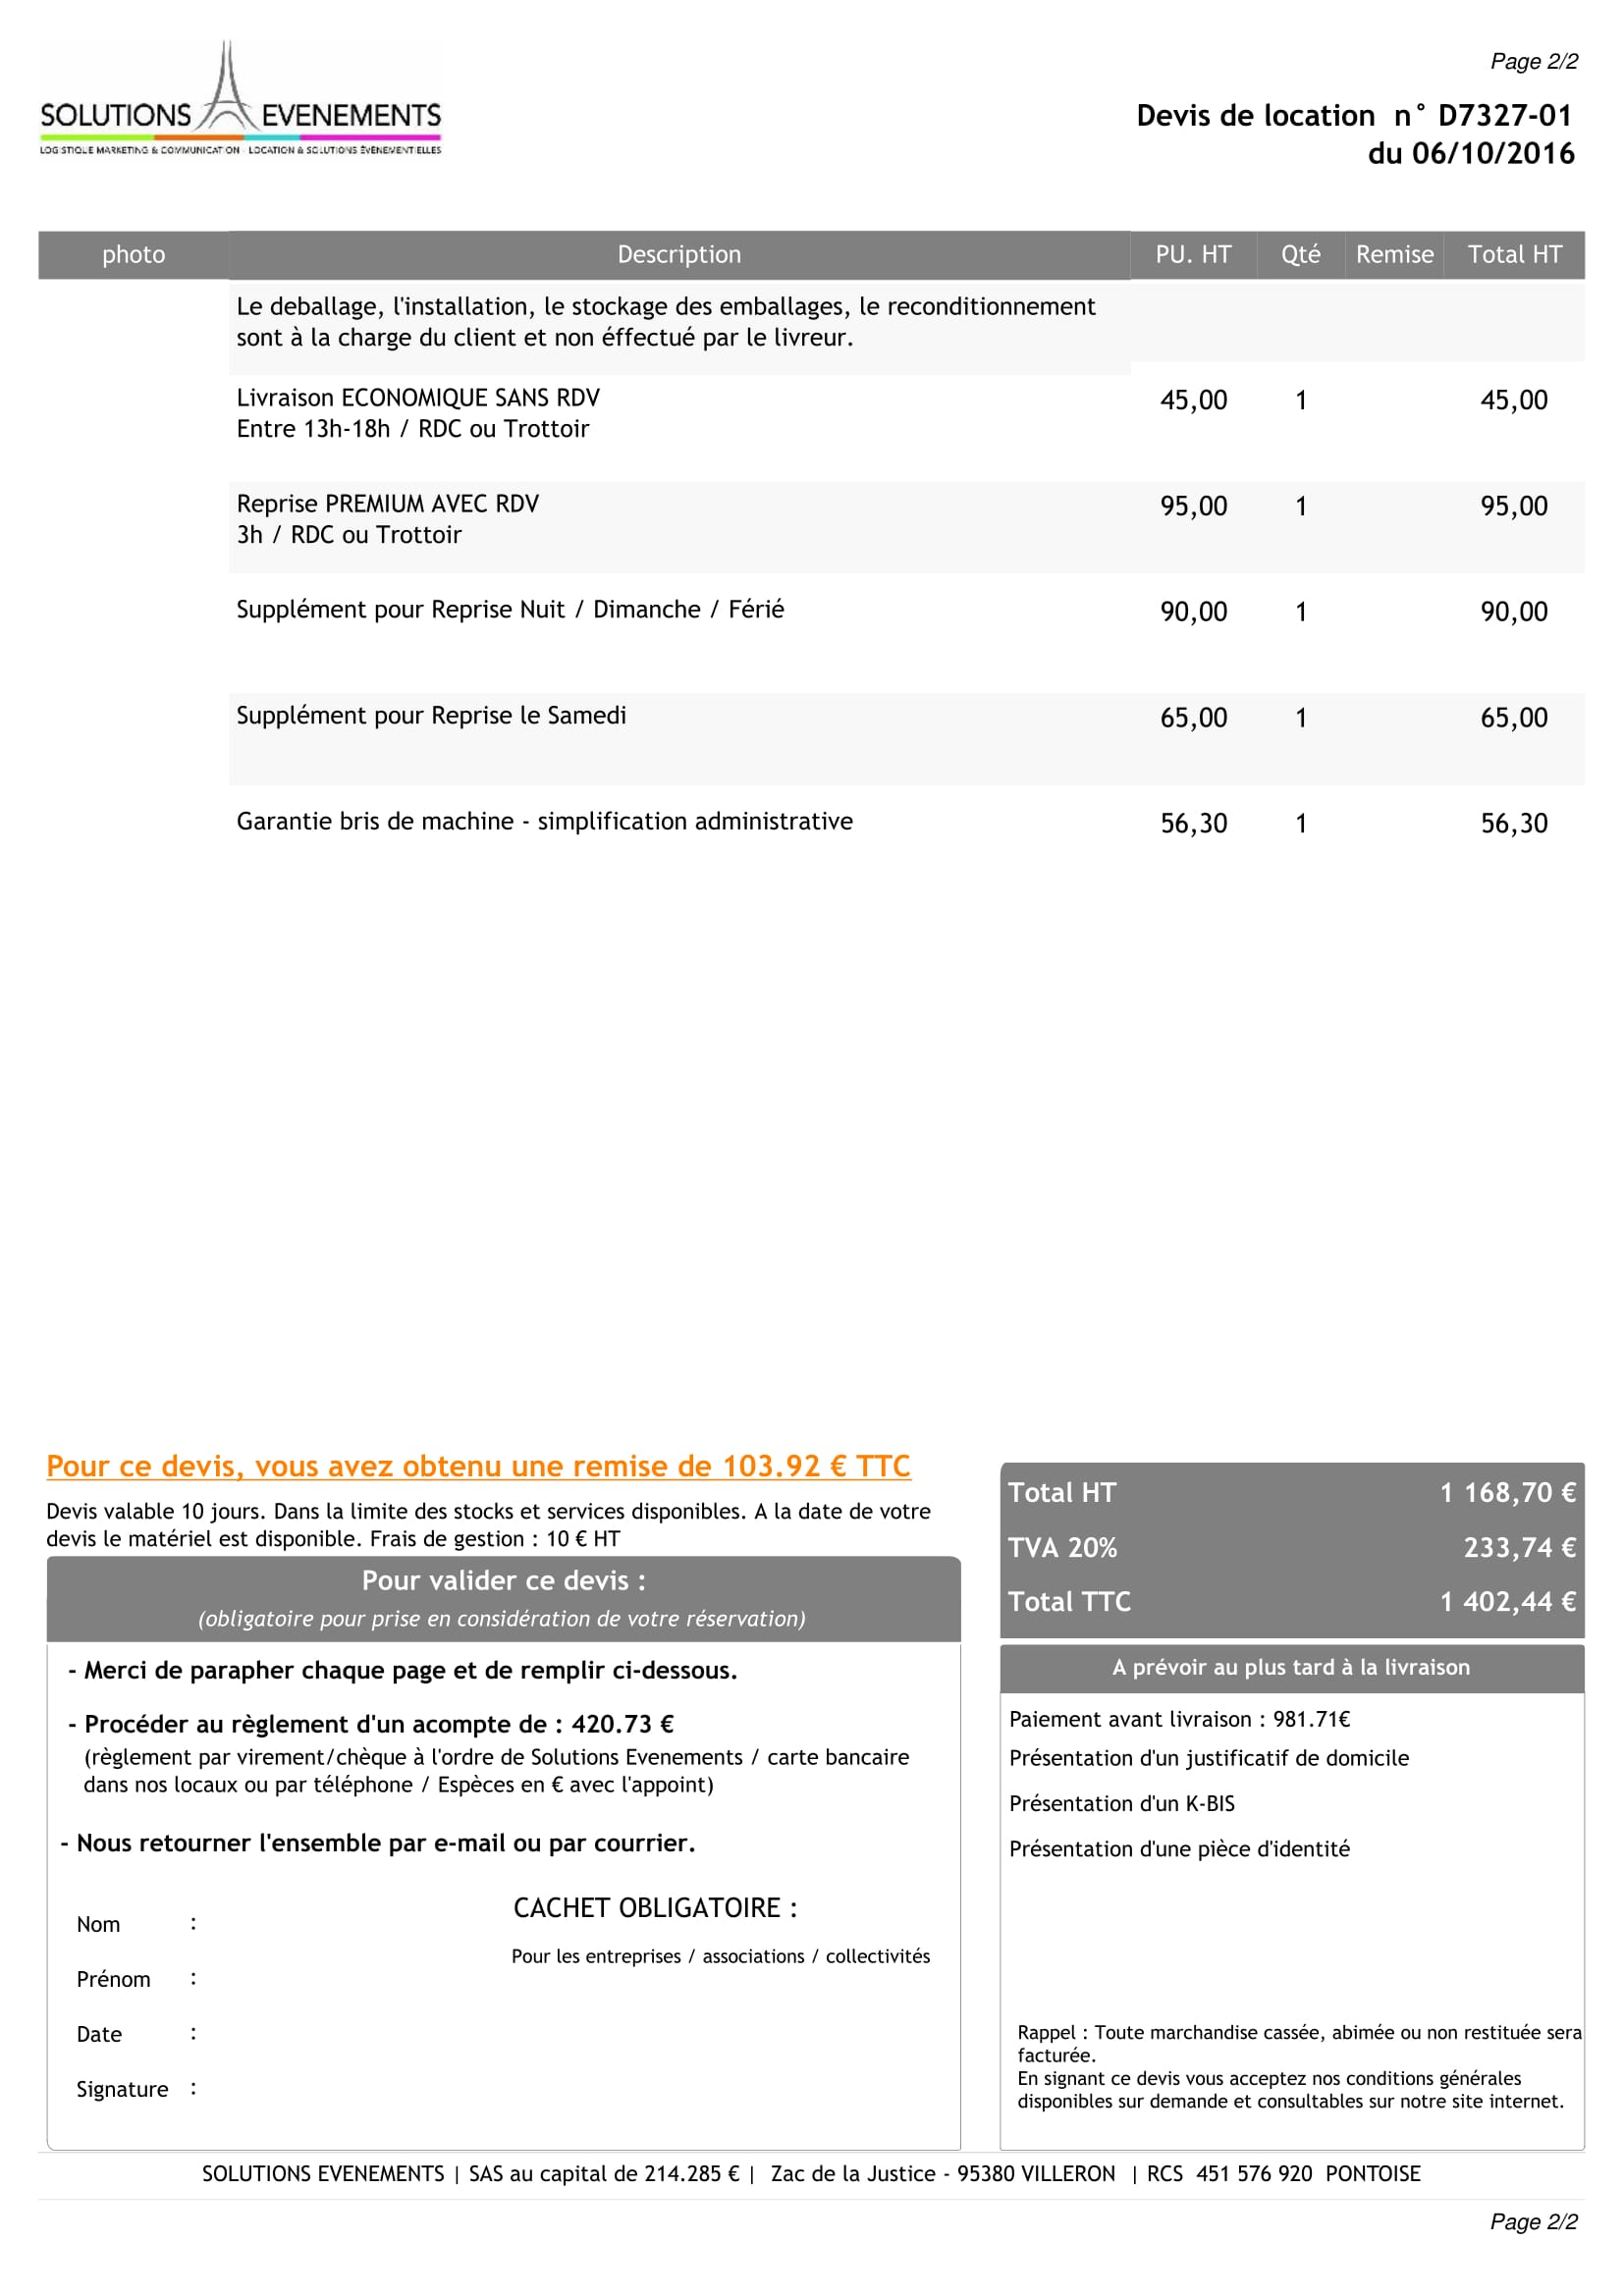 Page 2/2
SOLUTIONS EVENEMENTS
LOGISTIQUE MARKETING & COMMUNICATION - LOCATION & SOLUTIONS ÉVÈNEMENTIELLES
Devis de location n° D7327-01
du 06/10/2016
photo Description PU. HT Qté Remise Total HT
Le deballage, l'installation, le stockage des emballages, le reconditionnement
sont à la charge du client et non éffectué par le livreur.
Livraison ECONOMIQUE SANS RDV 45,00 1 45,00
Entre 13h-18h / RDC ou Trottoir
Reprise PREMIUM AVEC RDV 95,00 1 95,00
3h / RDC ou Trottoir
Supplément pour Reprise Nuit / Dimanche / Férié 90,00 1 90,00
Supplément pour Reprise le Samedi 65,00 1 65,00
Garantie bris de machine - simplification administrative 56,30 1 56,30
Pour ce devis, vous avez obtenu une remise de 103.92 € TTC
Devis valable 10 jours. Dans la limite des stocks et services disponibles. A la date de votre
devis le matériel est disponible. Frais de gestion : 10 € HT
Pour valider ce devis :
(obligatoire pour prise en considération de votre réservation)
- Merci de parapher chaque page et de remplir ci-dessous.
- Procéder au règlement d'un acompte de : 420.73 €
(règlement par virement/chèque à l'ordre de Solutions Evenements / carte bancaire
dans nos locaux ou par téléphone / Espèces en € avec l'appoint)
- Nous retourner l'ensemble par e-mail ou par courrier.
Nom :
Prénom :
Date :
Signature :
CACHET OBLIGATOIRE :
Pour les entreprises / associations / collectivités
Total HT 1 168,70 €
TVA 20% 233,74 €
Total TTC 1 402,44 €
A prévoir au plus tard à la livraison
Paiement avant livraison : 981.71€
Présentation d'un justificatif de domicile
Présentation d'un K-BIS
Présentation d'une pièce d'identité
Rappel : Toute marchandise cassée, abimée ou non restituée sera
facturée.
En signant ce devis vous acceptez nos conditions générales
disponibles sur demande et consultables sur notre site internet.
SOLUTIONS EVENEMENTS | SAS au capital de 214.285 € | Zac de la Justice - 95380 VILLERON | RCS 451 576 920 PONTOISE
Page 2/2